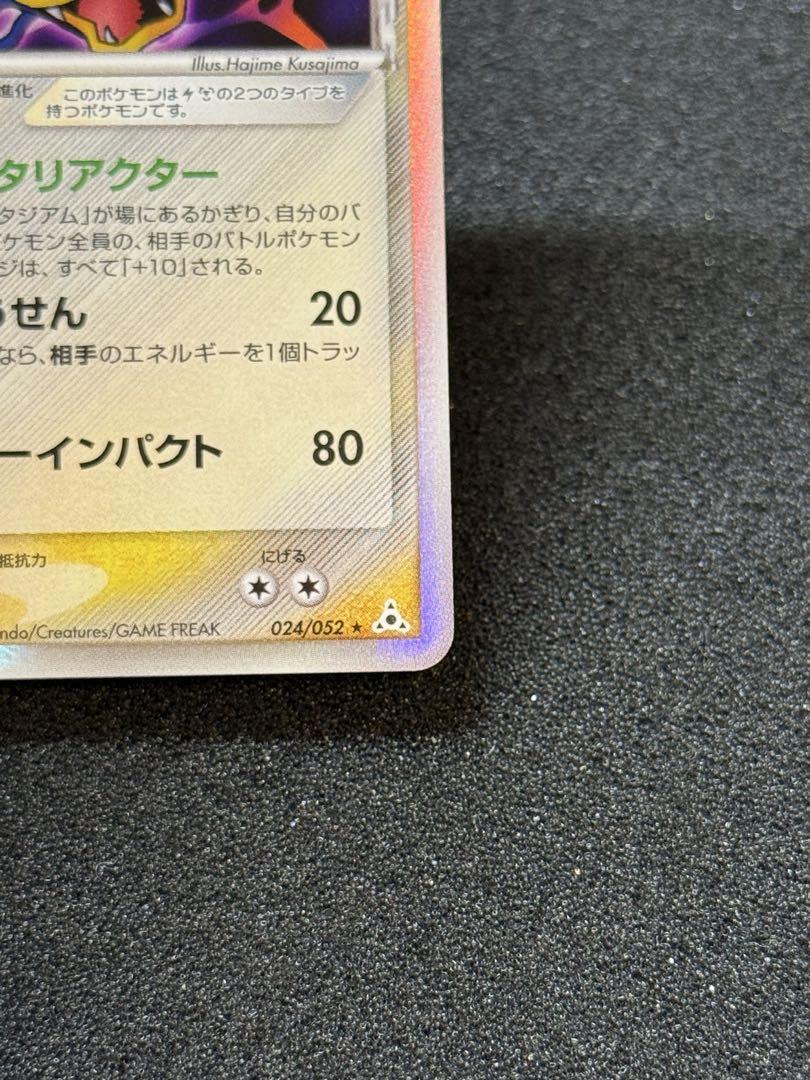 Illus.Hajime Kusajima
進化
このポケモンは の2つのタイプを
持つポケモンです。
タリアクター
タジアム」が場にあるかぎり、自分のバ
ケモン全員の、相手のバトルポケモン
ジは、すべて「+10」される。
うせん 20
なら、相手のエネルギーを1個トラッ
ーインパクト 80
抵抗力
にげる
ndo/Creatures/GAME FREAK
024/052 ★